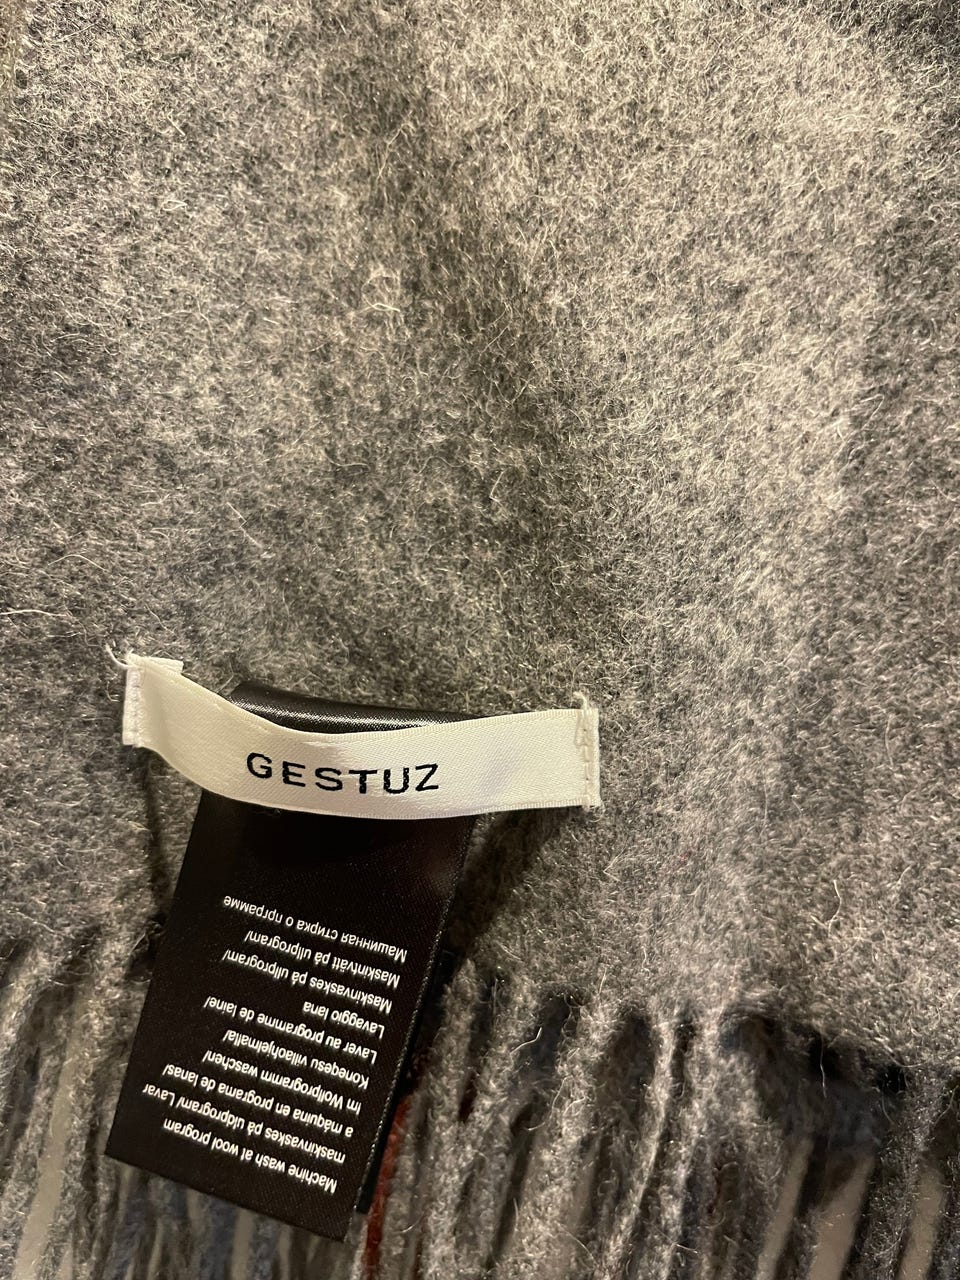 GESTUZ
Machine wash at wool program
maskinvaskes på uldprogram/ Lavar
a máquina en programa de lanas/
Im Wollprogramm waschen/
Konepesu villaohjelmalla/
Laver au programme de laine/
Lavaggio lana
Maskinvaskes på ullprogram/
Maskintvätt på ullprogram/
Машинная стирка о прграмме